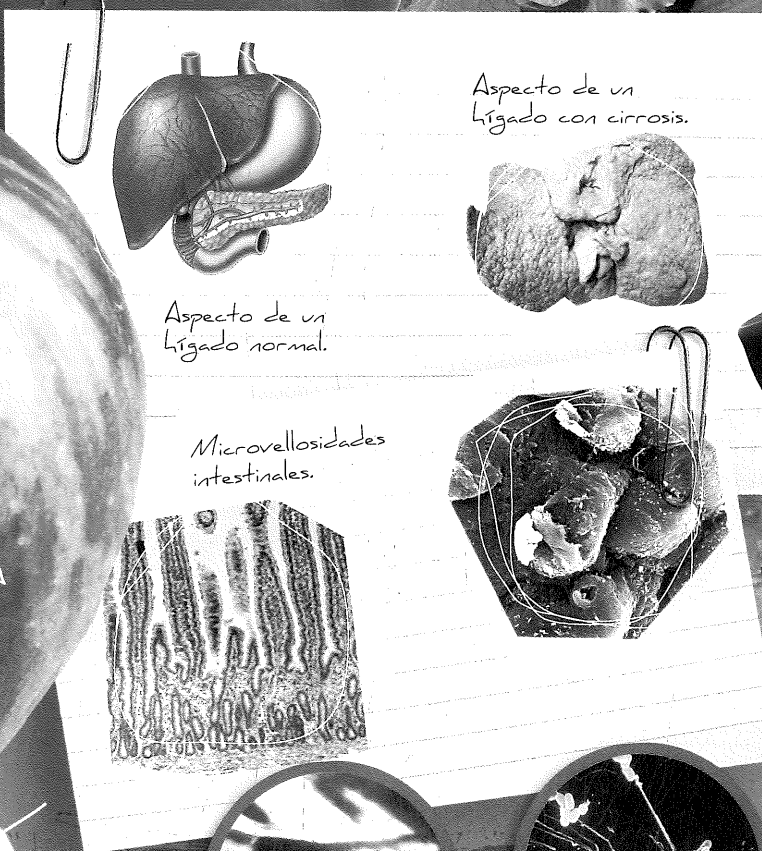 Aspecto de un
hígado con cirrosis.
Aspecto de un
hígado normal.
Microvellosidades
intestinales.